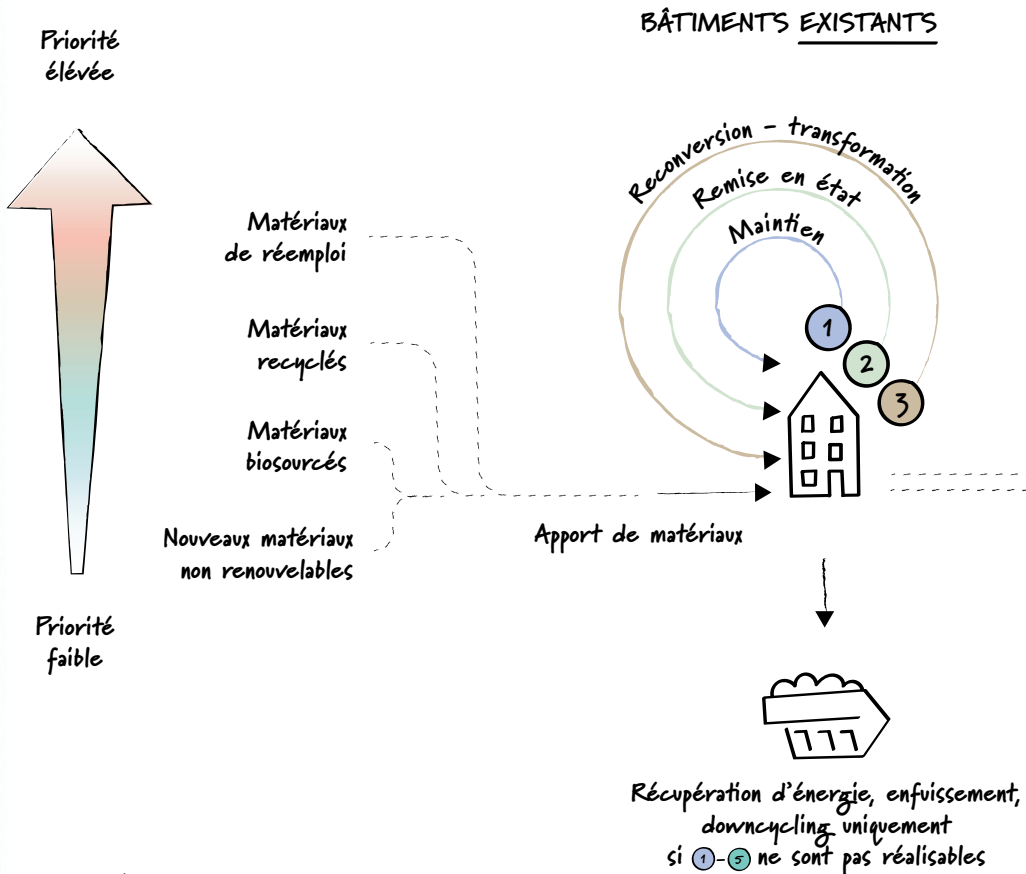 BÂTIMENTS EXISTANTS
Priorité
élévée
Reconversion - transformation
Remise en état
Maintien
1
2
3
Matériaux
de réemploi
Matériaux
recyclés
Matériaux
biosourcés
Nouveaux matériaux
non renouvelables
Apport de matériaux
Priorité
faible
Récupération d'énergie, enfuissement,
downcycling uniquement
si 1-5 ne sont pas réalisables